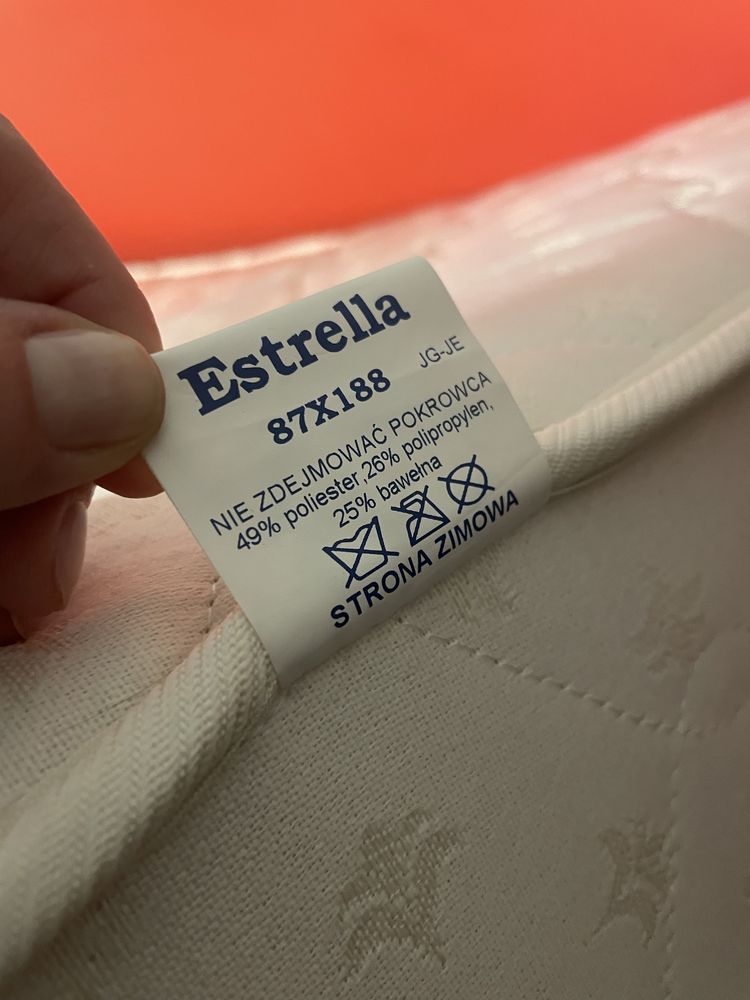 Estrella
87X188 JG-JE
NIE ZDEJMOWAĆ POKROWCA
49% poliester,26% polipropylen,
25% bawełna
STRONA ZIMOWA